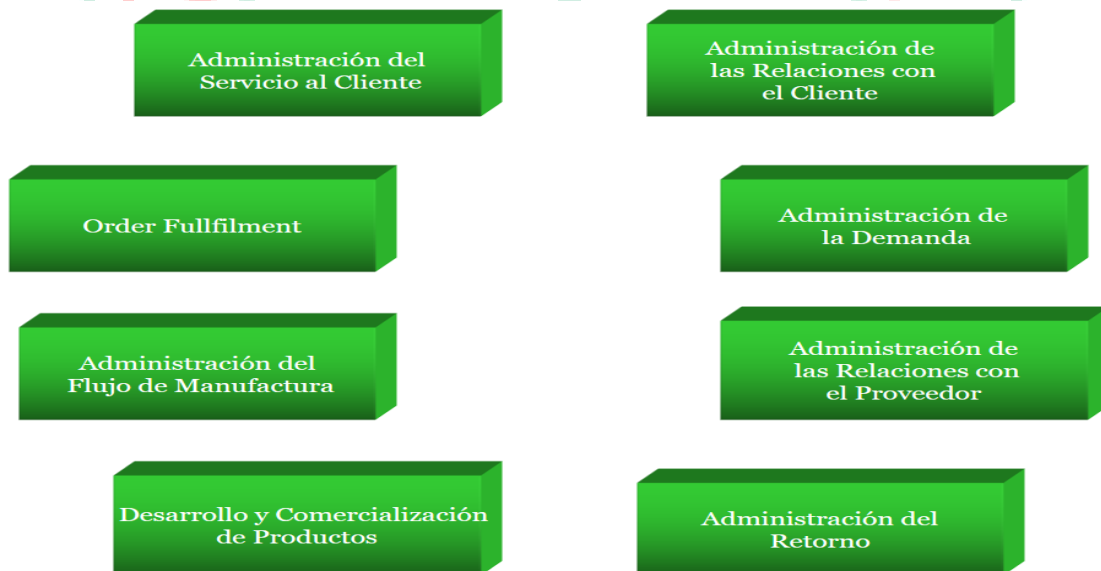 Administración del
Servicio al Cliente
Administración de
las Relaciones con
el Cliente
Order Fullfilment
Administración de
la Demanda
Administración del
Flujo de Manufactura
Administración de
las Relaciones con
el Proveedor
Desarrollo y Comercialización
de Productos
Administración del
Retorno